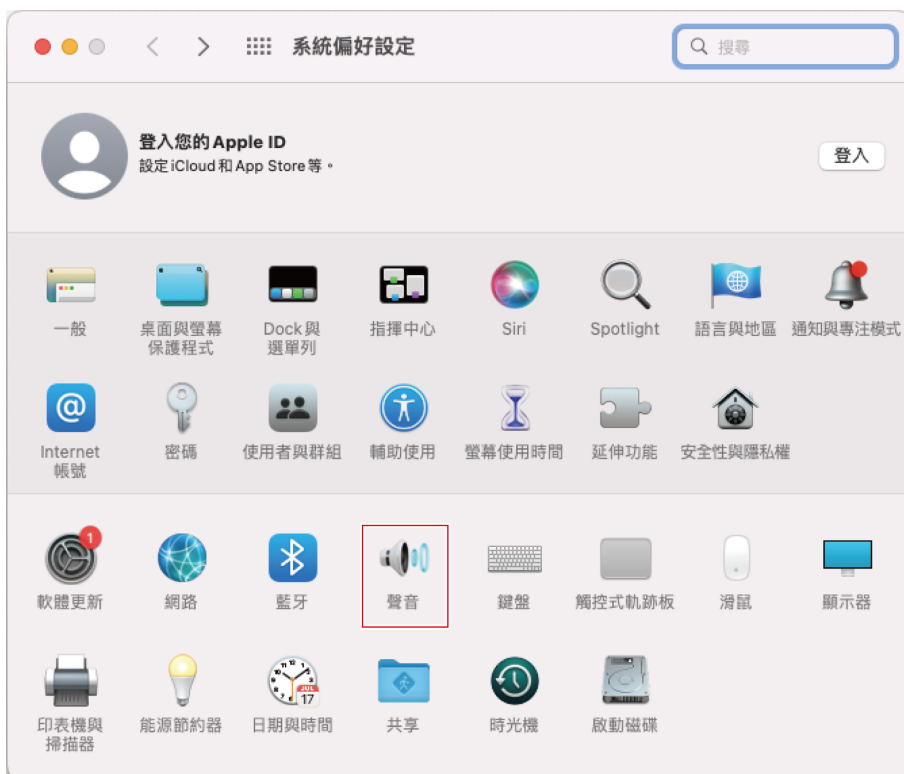 系統偏好設定
搜尋
登入您的 Apple ID
設定 iCloud 和 App Store 等。
登入
一般
桌面與螢幕
保護程式
Dock 與
選單列
指揮中心
Siri
Spotlight
語言與地區
通知與專注模式
Internet
帳號
密碼
使用者與群組
輔助使用
螢幕使用時間
延伸功能
安全性與隱私權
1
軟體更新
網路
藍牙
聲音
鍵盤
觸控式軌跡板
滑鼠
顯示器
印表機與
掃描器
能源節約器
JUL
17
日期與時間
共享
時光機
啟動磁碟